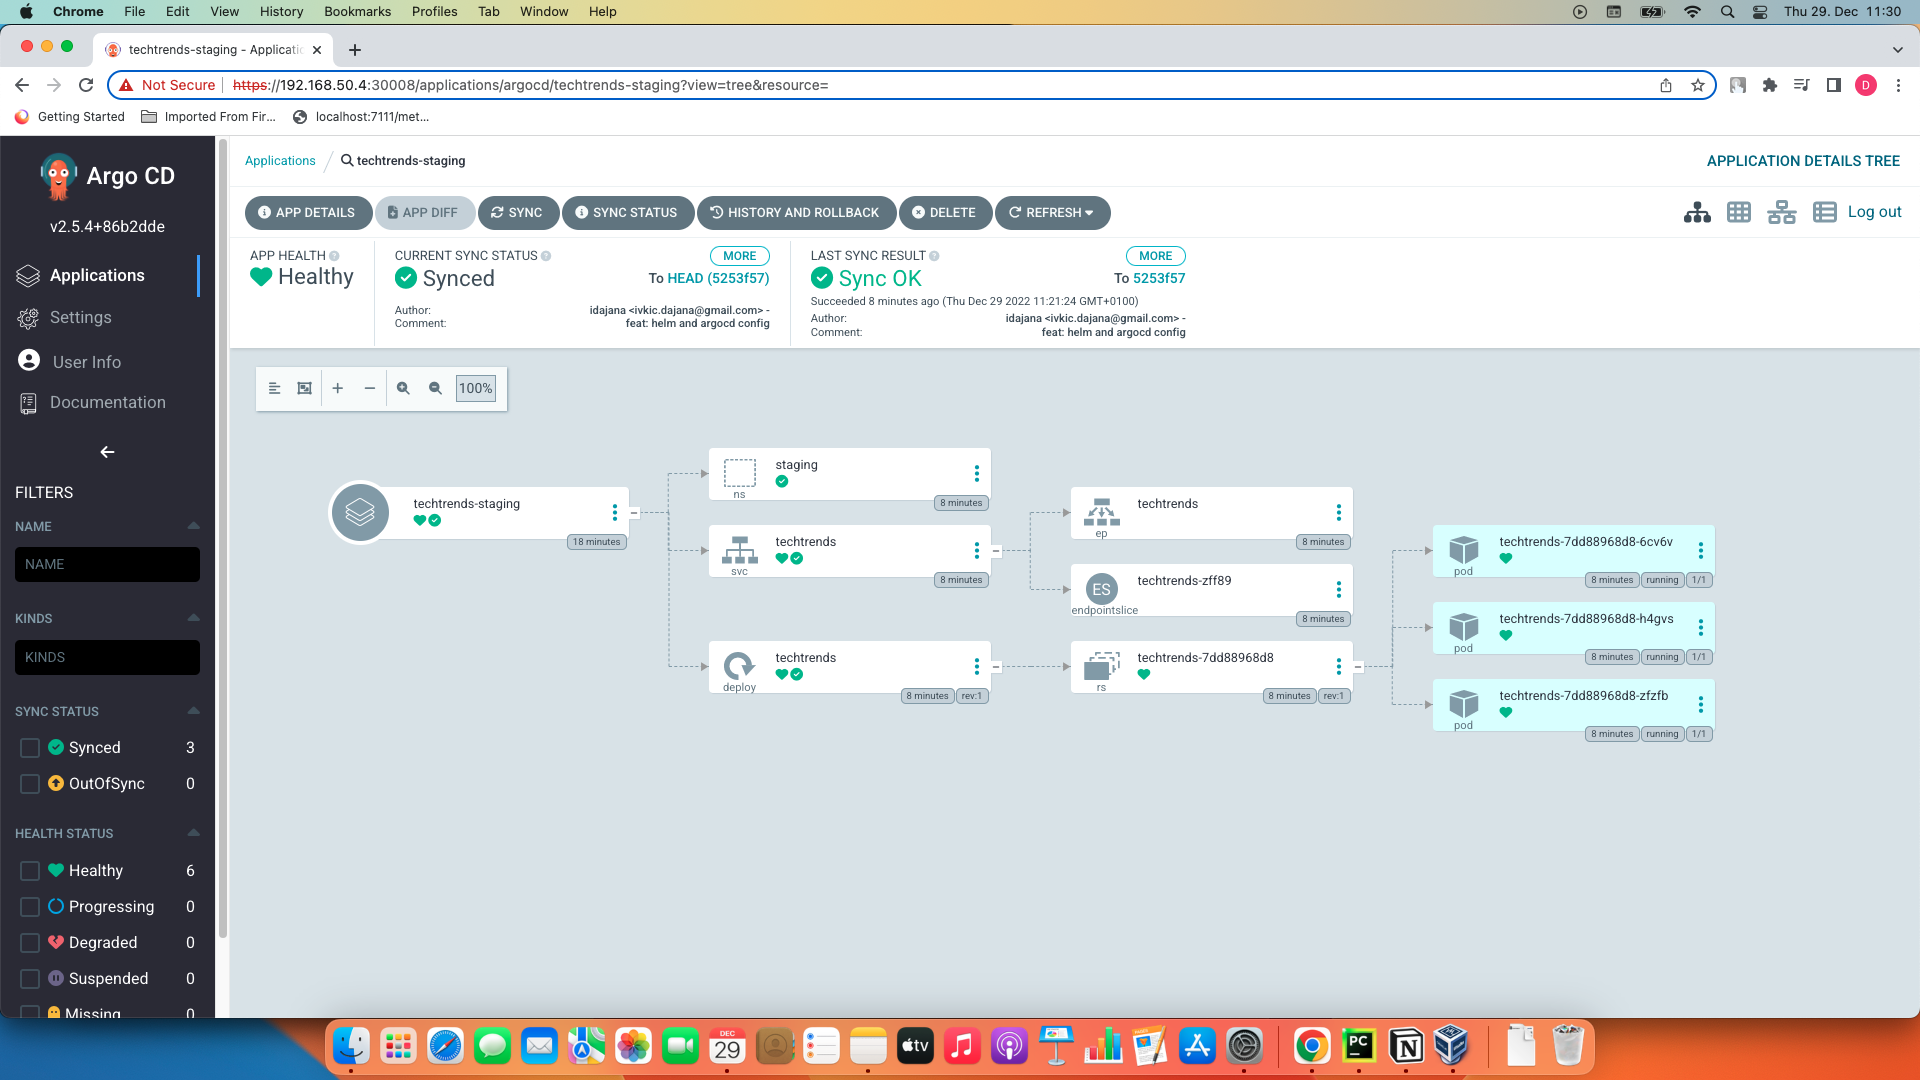 Chrome File Edit View History Bookmarks Profiles Tab Window Help Thu 29. Dec 11:30
techtrends-staging - Applicatic
Not Secure https://192.168.50.4:30008/applications/argocd/techtrends-staging?view=tree&resource= D
Getting Started Imported From Fir... localhost:7111/met...
Argo CD
v2.5.4+86b2dde
Applications
Settings
User Info
Documentation
FILTERS
NAME
NAME
KINDS
KINDS
SYNC STATUS
Synced 3
OutOfSync 0
HEALTH STATUS
Healthy 6
Progressing 0
Degraded 0
Suspended 0
Missing 0
Applications / techtrends-staging APPLICATION DETAILS TREE
APP DETAILS APP DIFF SYNC SYNC STATUS HISTORY AND ROLLBACK DELETE REFRESH Log out
APP HEALTH
Healthy
CURRENT SYNC STATUS MORE
Synced To HEAD (5253f57)
Author: idajana <ivkic.dajana@gmail.com> -
Comment: feat: helm and argocd config
LAST SYNC RESULT MORE
Sync OK To 5253f57
Succeeded 8 minutes ago (Thu Dec 29 2022 11:21:24 GMT+0100)
Author: idajana <ivkic.dajana@gmail.com> -
Comment: feat: helm and argocd config
100%
techtrends-staging
18 minutes
staging
ns
8 minutes
techtrends
svc
8 minutes
techtrends
deploy
8 minutes rev:1
techtrends
ep
8 minutes
ES
techtrends-zff89
endpointslice
8 minutes
techtrends-7dd88968d8
rs
8 minutes rev:1
techtrends-7dd88968d8-6cv6v
pod
8 minutes running 1/1
techtrends-7dd88968d8-h4gvs
pod
8 minutes running 1/1
techtrends-7dd88968d8-zfzfb
pod
8 minutes running 1/1
DEC
29
tv
PC